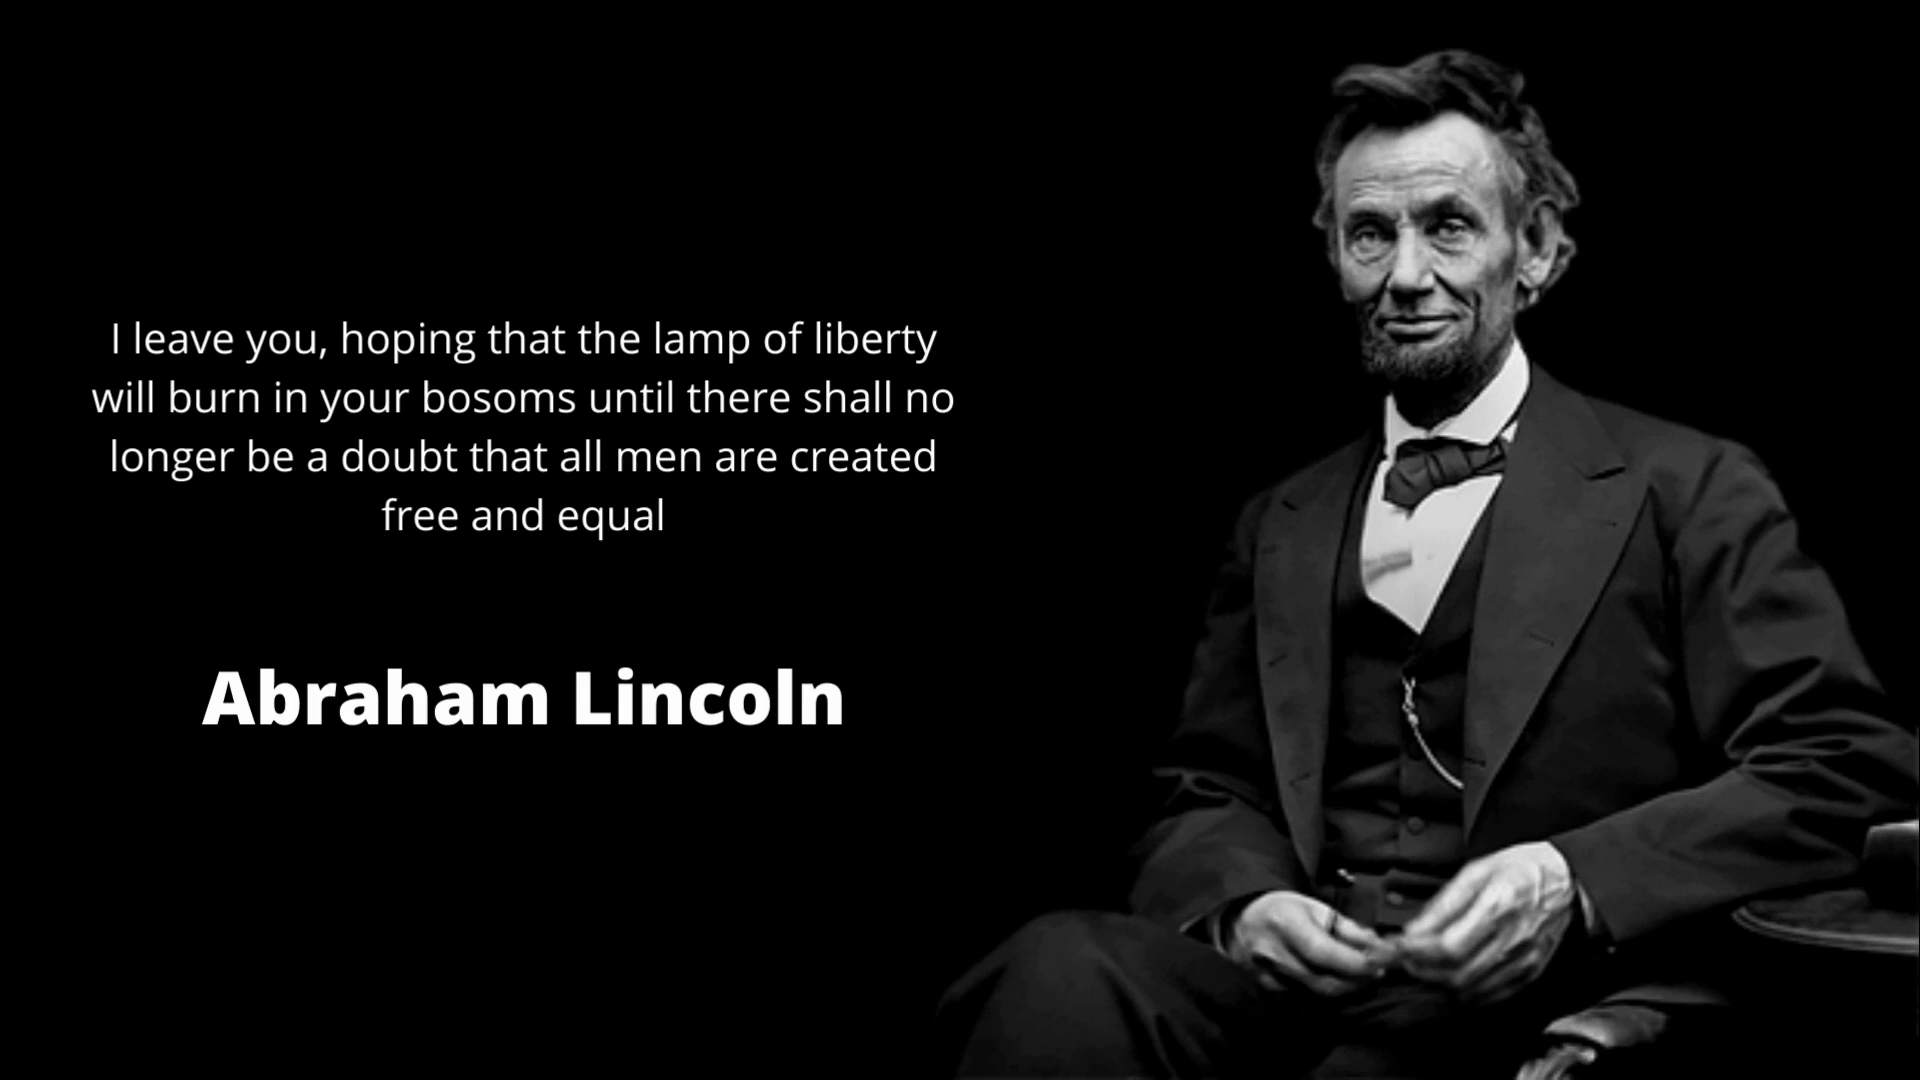 I leave you, hoping that the lamp of liberty
will burn in your bosoms until there shall no
longer be a doubt that all men are created
free and equal
Abraham Lincoln